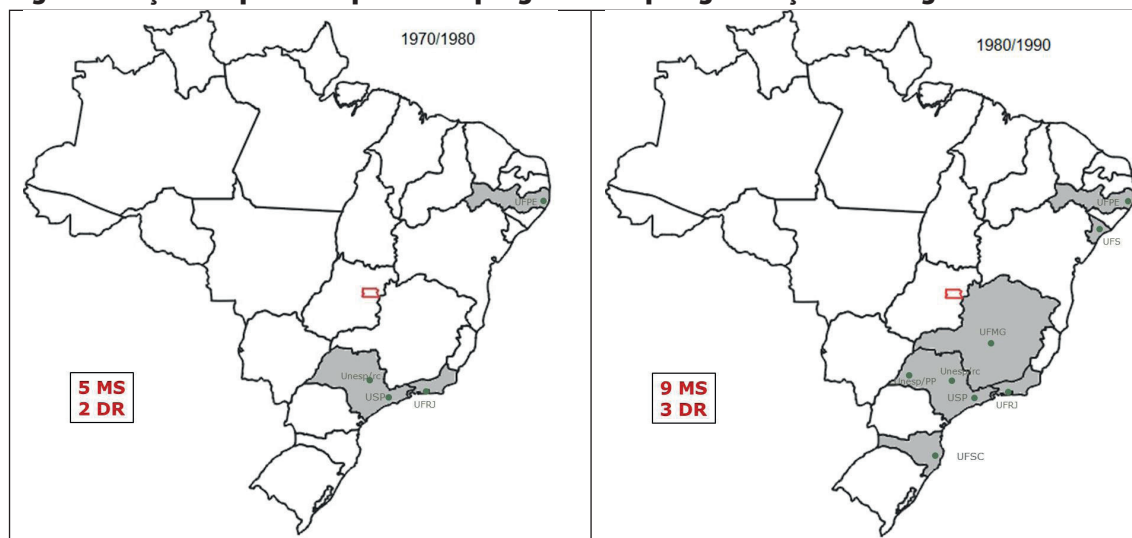 1970/1980
UFPE
Unesp/rc
USP
UFRJ
5 MS
2 DR
1980/1990
UFPE
UFS
UFMG
Unesp/PP
Unesp/rc
USP
UFRJ
UFSC
9 MS
3 DR